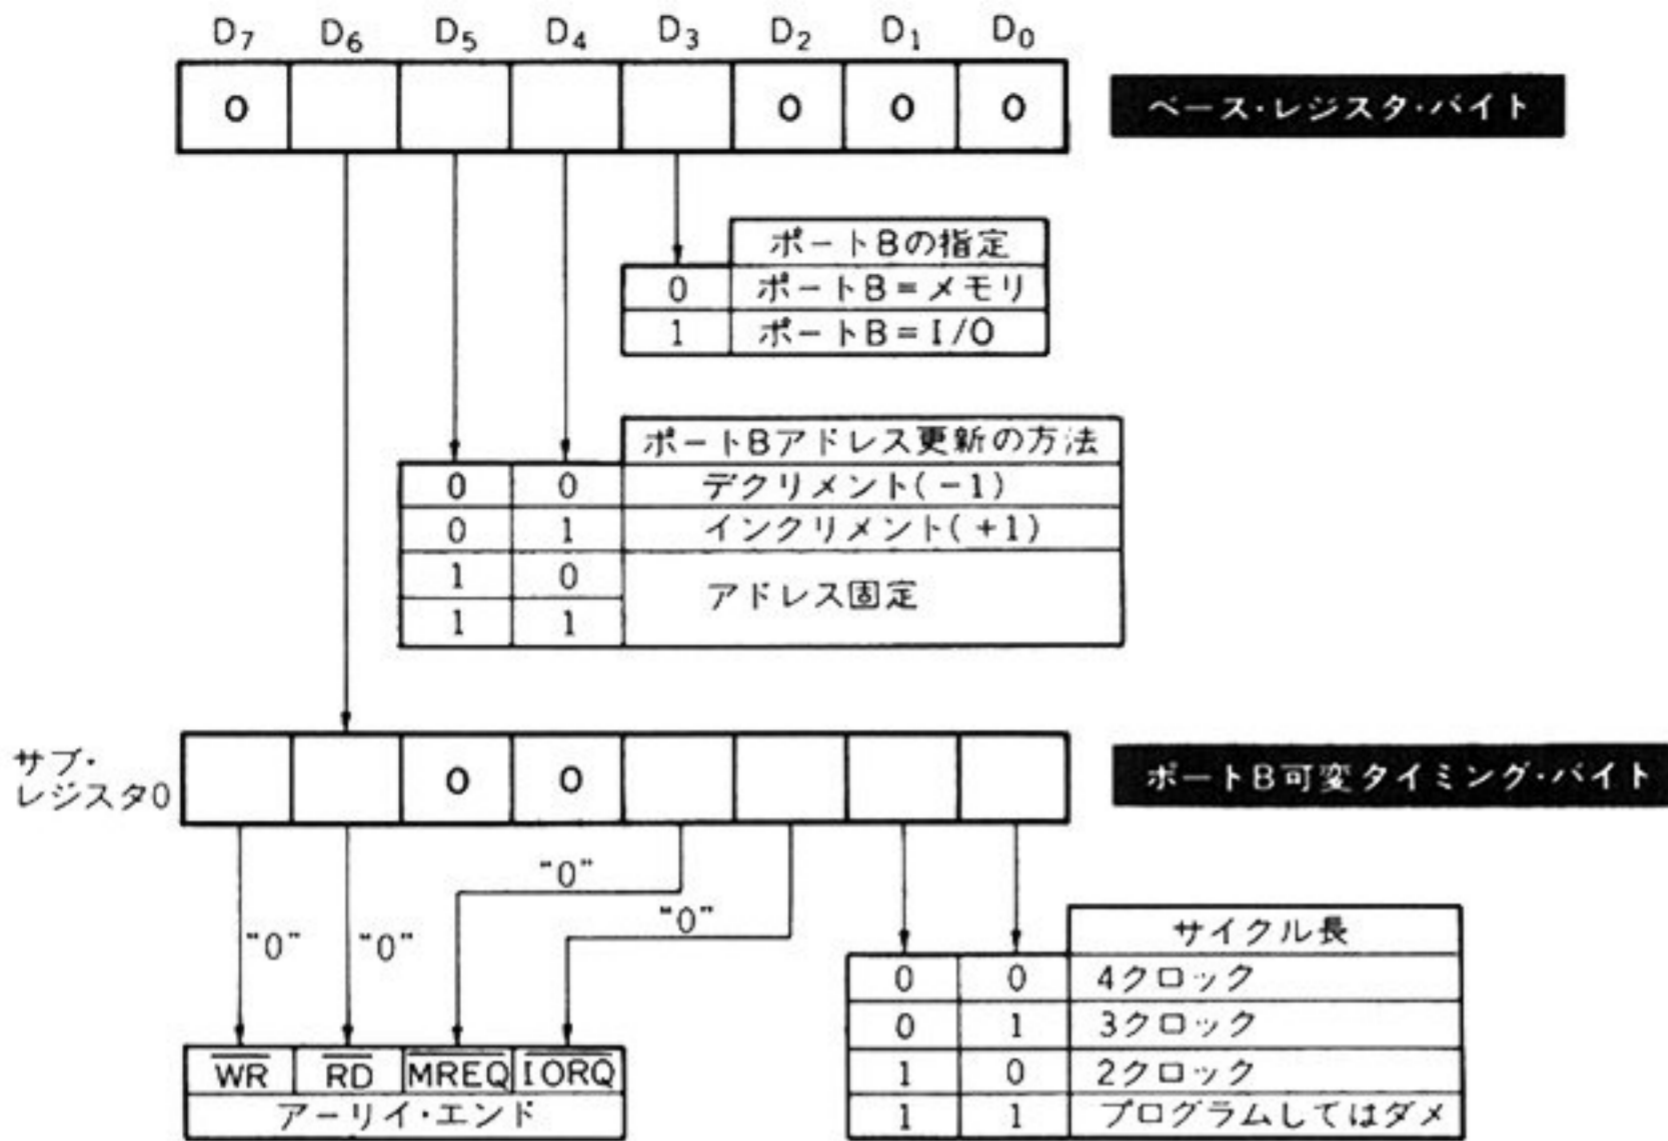 D7 D6 D5 D4 D3 D2 D1 D0
0 0 0 0
ベース・レジスタ・バイト
ポートBの指定
0 ポートB=メモリ
1 ポートB=I/O
ポートBアドレス更新の方法
0 0 デクリメント(-1)
0 1 インクリメント(+1)
1 0
アドレス固定
1 1
サブ・
レジスタ0
0 0
ポートB可変タイミング・バイト
"0"
"0"
"0" "0"
サイクル長
0 0 4クロック
0 1 3クロック
1 0 2クロック
1 1 プログラムしてはダメ
WR RD MREQ IORQ
アーリイ・エンド